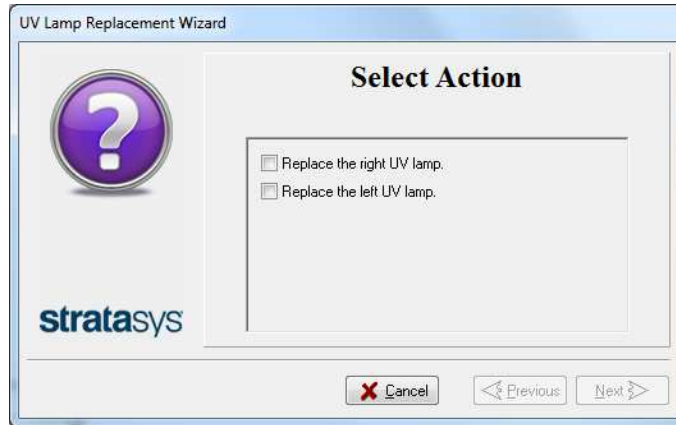 UV Lamp Replacement Wizard
Select Action
Replace the right UV lamp.
Replace the left UV lamp.
stratasys
Cancel
Previous
Next